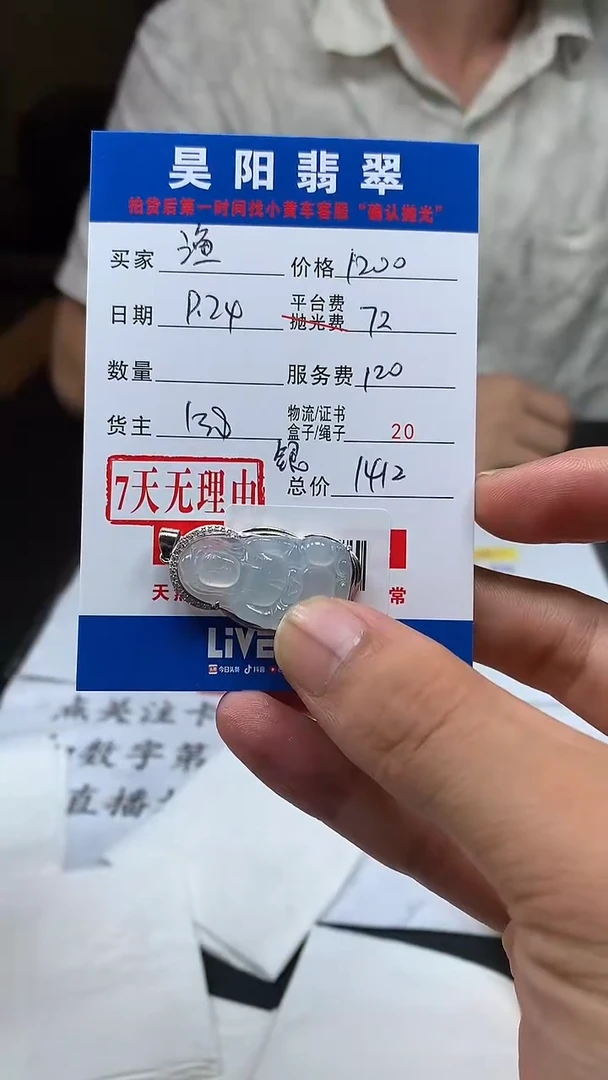 昊阳翡翠
拍货后第一时间找小黄车客服“确认抛光”
买家 渔 价格 1200
日期 P.24 平台费 抛光费 72
数量 服务费 120
货主 138 物流/证书 盒子/绳子 20
银
7天无理由 总价 1412
天 常
LiVE
今日头条 抖音
点关注卡
数字第
直播